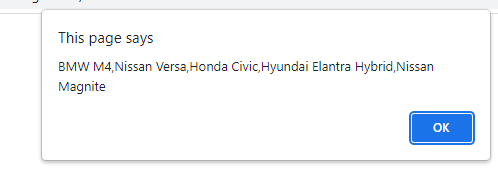 This page says
BMW M4,Nissan Versa,Honda Civic,Hyundai Elantra Hybrid,Nissan
Magnite
OK